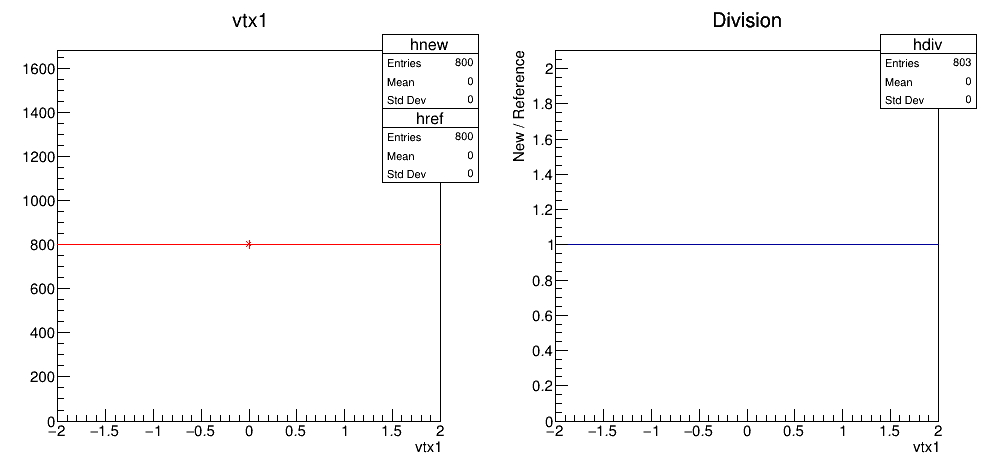 vtx1
hnew
Entries 800
Mean 0
Std Dev 0
href
Entries 800
Mean 0
Std Dev 0
1600
1400
1200
1000
800
600
400
200
0
−2 −1.5 −1 −0.5 0 0.5 1 1.5 2
vtx1
Division
hdiv
Entries 803
Mean 0
Std Dev 0
New / Reference
2
1.8
1.6
1.4
1.2
1
0.8
0.6
0.4
0.2
0
−2 −1.5 −1 −0.5 0 0.5 1 1.5 2
vtx1